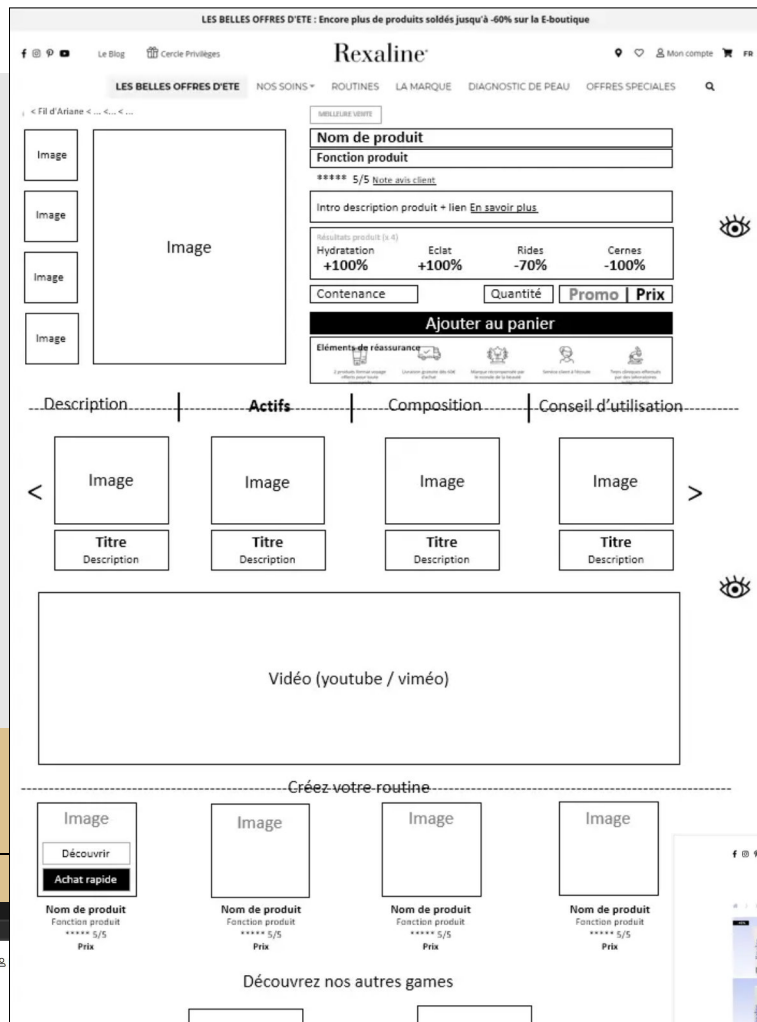 LES BELLES OFFRES D'ETE : Encore plus de produits soldés jusqu'à -60% sur la E-boutique
Le Blog Cercle Privilèges Rexaline Mon compte FR
LES BELLES OFFRES D'ETE NOS SOINS ROUTINES LA MARQUE DIAGNOSTIC DE PEAU OFFRES SPECIALES
< Fil d'Ariane < ... <... < ...
MEILLEURE VENTE
Image
Image
Image
Image
Image
Nom de produit
Fonction produit
***** 5/5 Note avis client
Intro description produit + lien En savoir plus
Résultats produit (x 4)
Hydratation Eclat Rides Cernes
+100% +100% -70% -100%
Contenance Quantité Promo | Prix
Ajouter au panier
Eléments de réassurance
Description Actifs Composition Conseil d'utilisation
< Image Image Image Image >
Titre Titre Titre Titre
Description Description Description Description
Vidéo (youtube / viméo)
Créez votre routine
Image Image Image Image
Découvrir
Achat rapide
Nom de produit Nom de produit Nom de produit Nom de produit
Fonction produit Fonction produit Fonction produit Fonction produit
***** 5/5 ***** 5/5 ***** 5/5 ***** 5/5
Prix Prix Prix Prix
Découvrez nos autres games